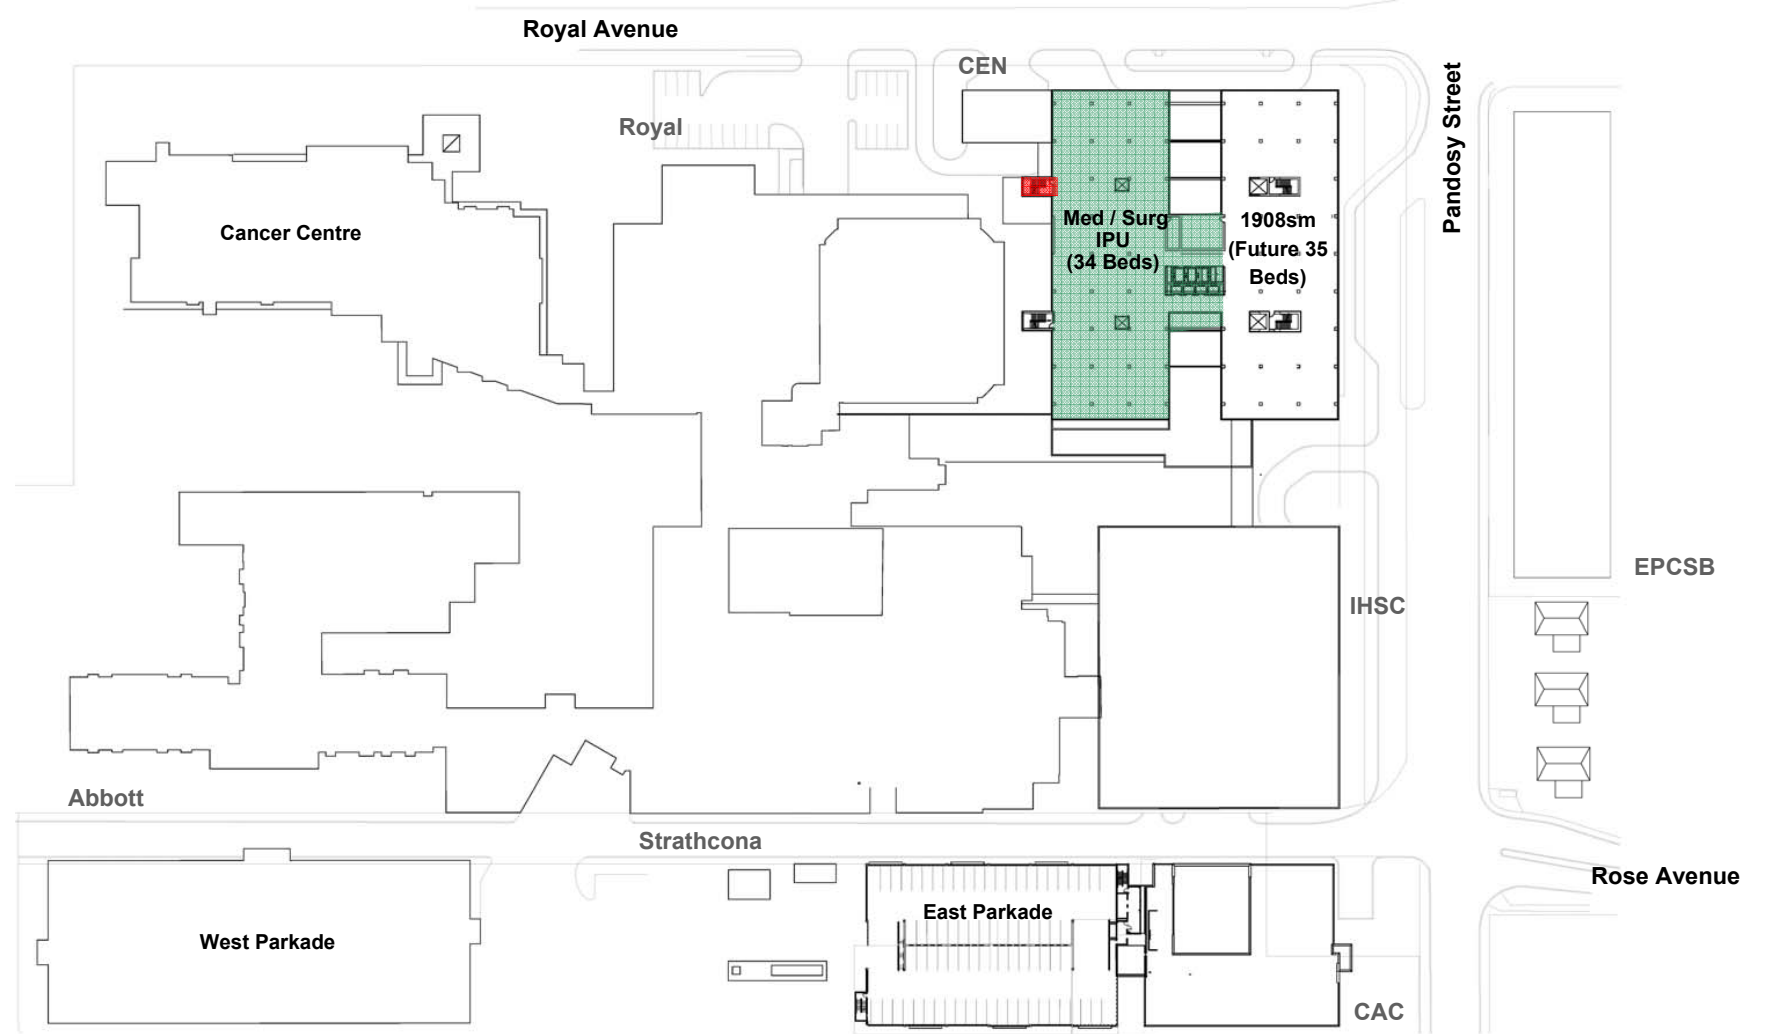 Royal Avenue
CEN
Pandosy Street
Royal
Cancer Centre
Med / Surg
IPU
(34 Beds)
1908sm
(Future 35
Beds)
EPCSB
IHSC
Abbott
Strathcona
Rose Avenue
East Parkade
West Parkade
CAC